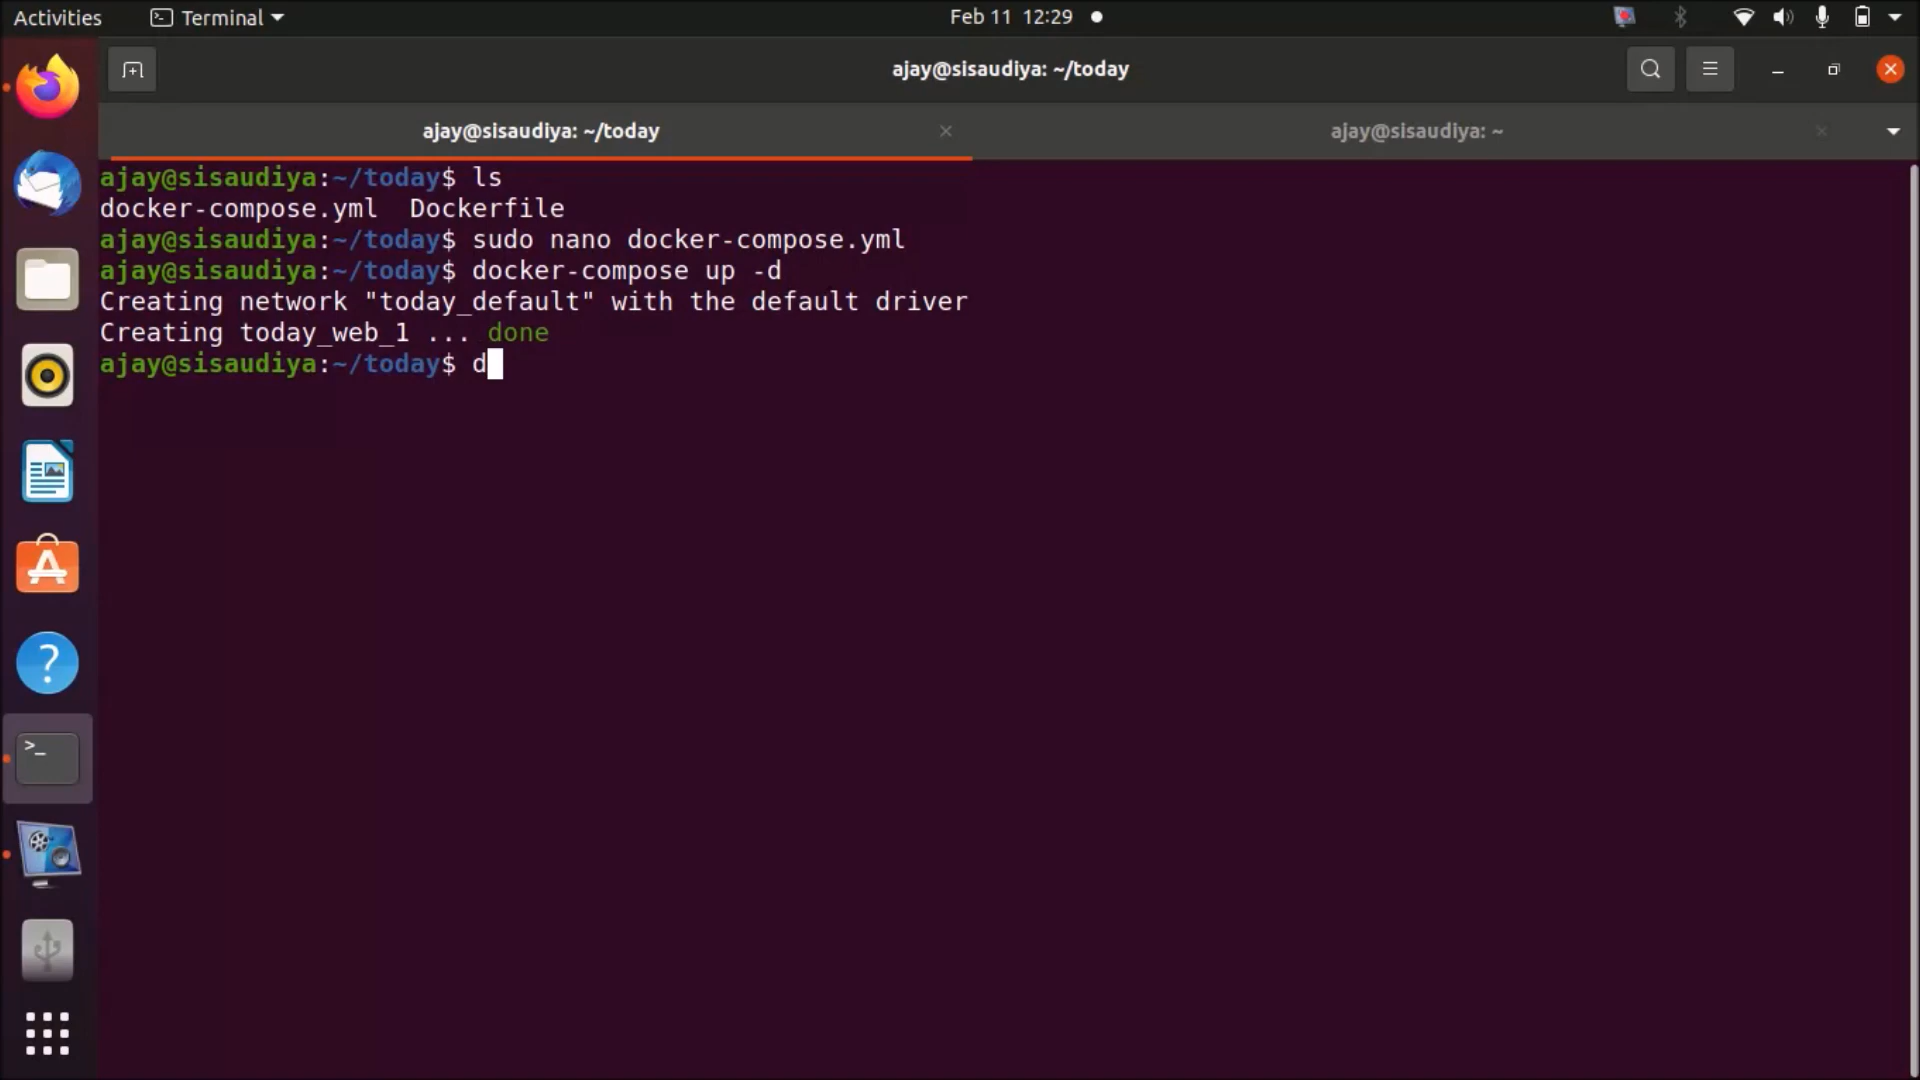 Activities Terminal Feb 11 12:29
ajay@sisaudiya: ~/today
ajay@sisaudiya: ~/today ajay@sisaudiya: ~
ajay@sisaudiya:~/today$ ls
docker-compose.yml Dockerfile
ajay@sisaudiya:~/today$ sudo nano docker-compose.yml
ajay@sisaudiya:~/today$ docker-compose up -d
Creating network "today_default" with the default driver
Creating today_web_1 ... done
ajay@sisaudiya:~/today$ d